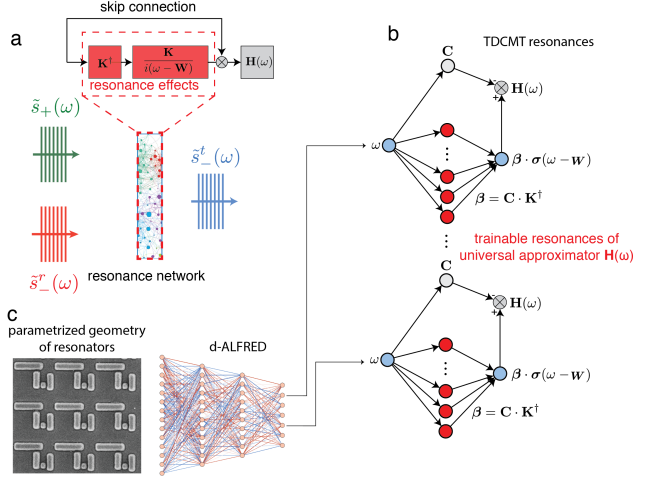 skip connection
a
K†
K
i(ω − W)
H(ω)
resonance effects
s̃₊(ω)
s̃₋ᵗ(ω)
s̃₋ʳ(ω)
resonance network
b
TDCMT resonances
C
H(ω)
+
ω
β · σ(ω − W)
β = C · K†
trainable resonances of
universal approximator H(ω)
C
-
H(ω)
+
ω
β · σ(ω − W)
β = C · K†
c
parametrized geometry
of resonators
d-ALFRED